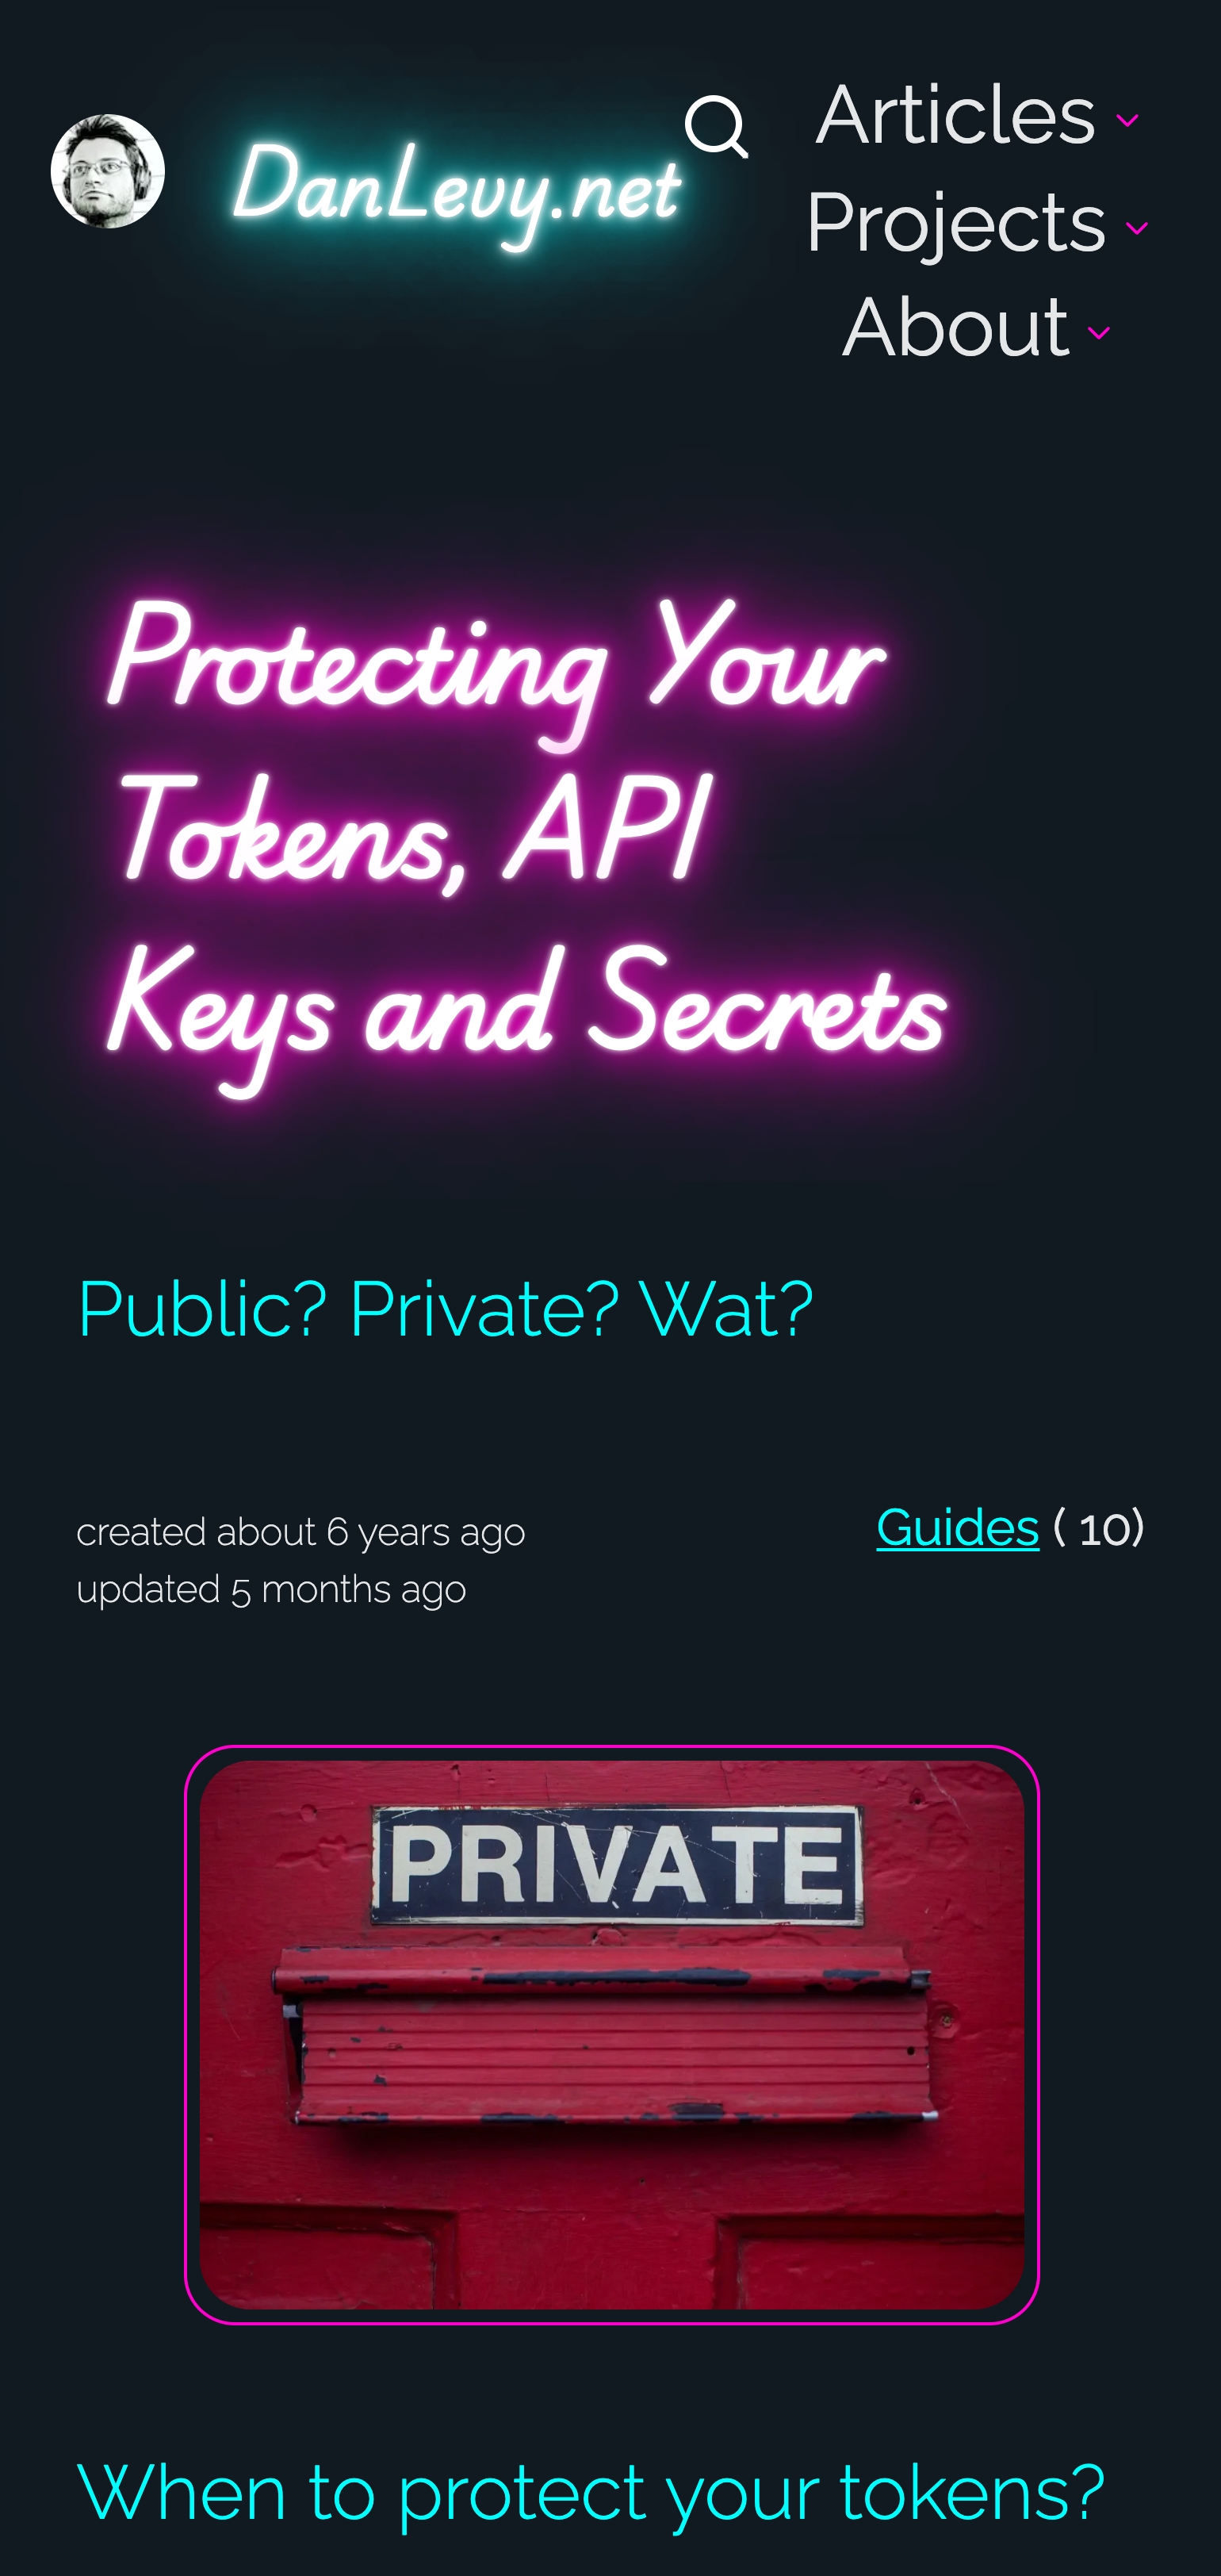 DanLevy.net
Articles
Projects
About
Protecting Your
Tokens, API
Keys and Secrets
Public? Private? Wat?
created about 6 years ago
updated 5 months ago
Guides ( 10)
PRIVATE
When to protect your tokens?